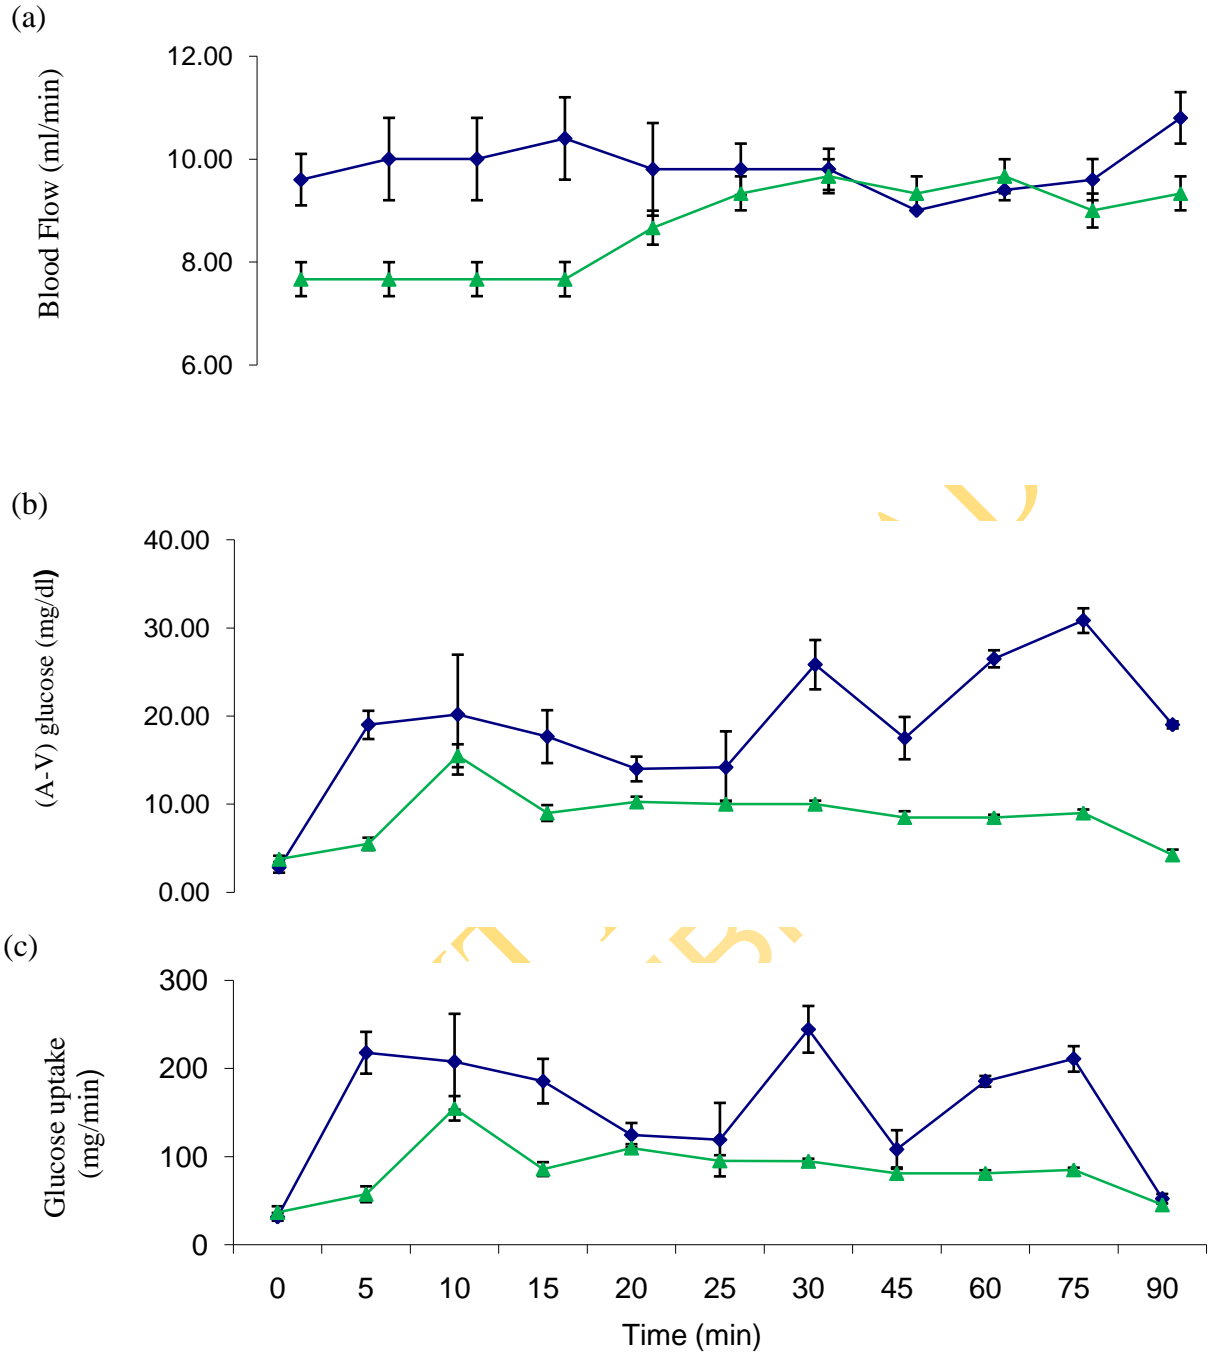 (a)
12.00
10.00
8.00
6.00
Blood Flow (ml/min)
(b)
40.00
30.00
20.00
10.00
0.00
(A-V) glucose (mg/dl)
(c)
300
200
100
0
Glucose uptake
(mg/min)
0 5 10 15 20 25 30 45 60 75 90
Time (min)